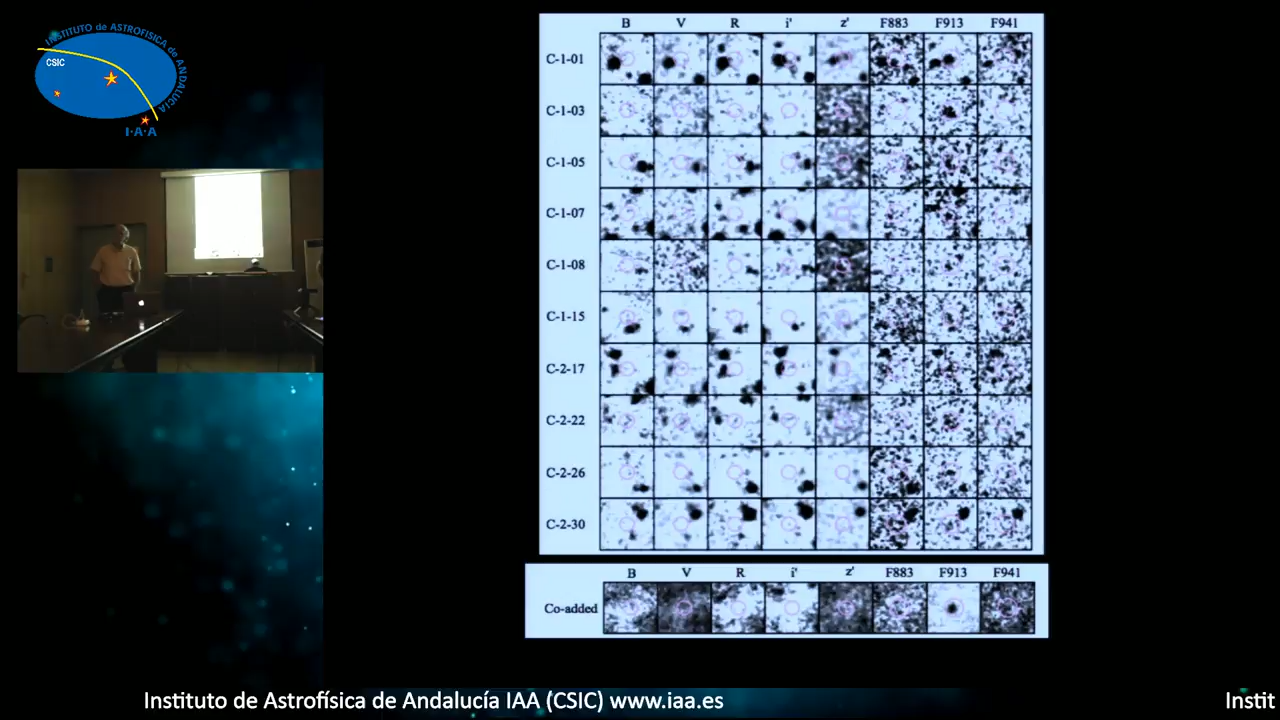 INSTITUTO de ASTROFÍSICA de ANDALUCÍA
CSIC
I·A·A
B V R i' z' F883 F913 F941
C-1-01
C-1-03
C-1-05
C-1-07
C-1-08
C-1-15
C-2-17
C-2-22
C-2-26
C-2-30
B V R i' z' F883 F913 F941
Co-added
Instituto de Astrofísica de Andalucía IAA (CSIC) www.iaa.es
Instit